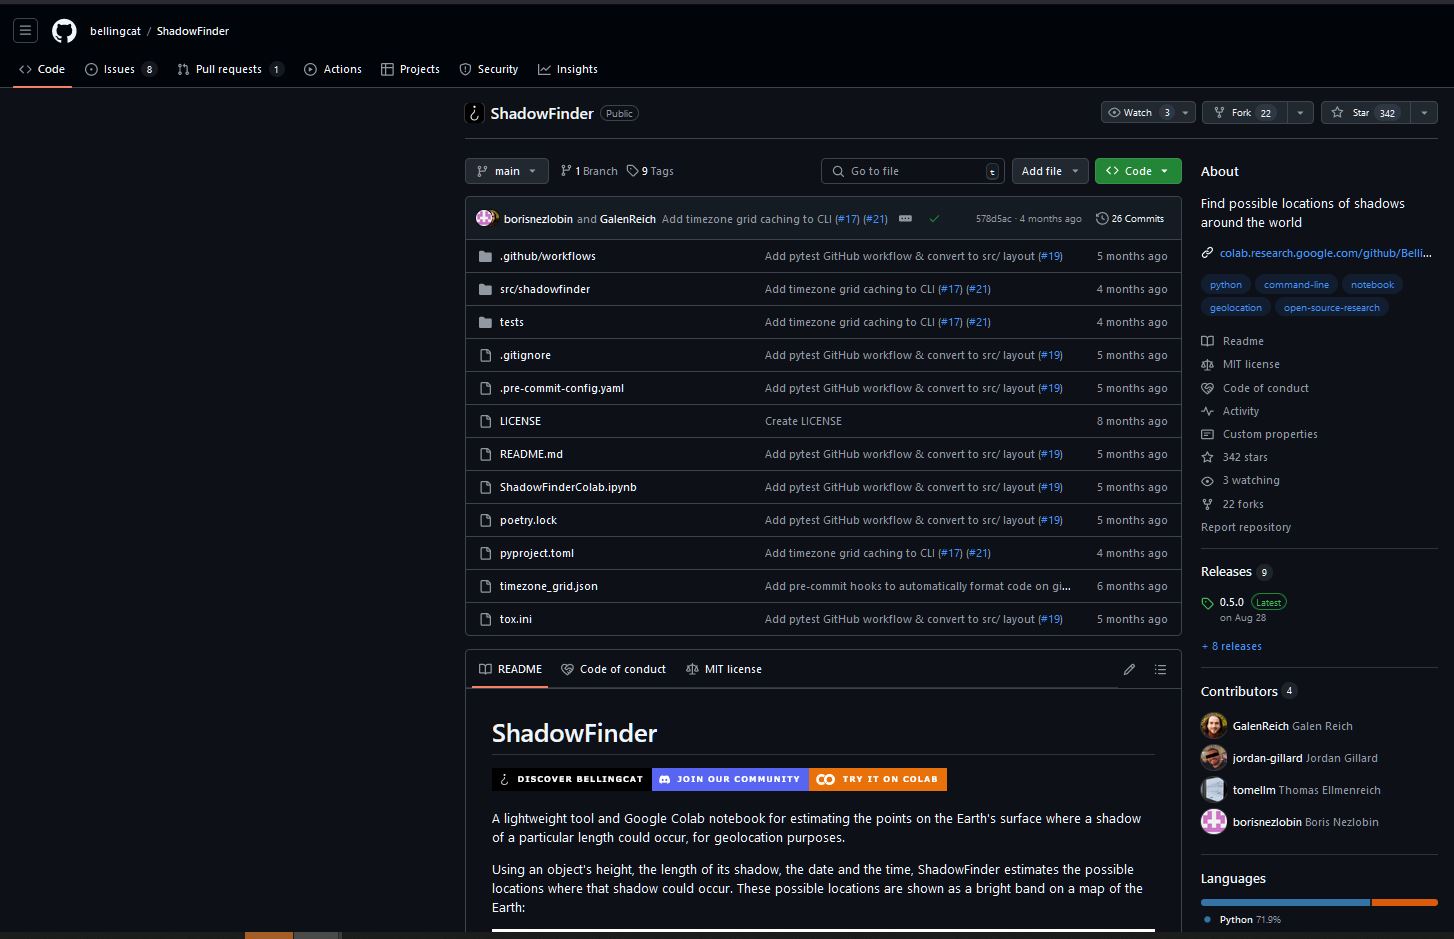 bellingcat / ShadowFinder
Code Issues 8 Pull requests 1 Actions Projects Security Insights
ShadowFinder Public
Watch 3 Fork 22 Star 342
main 1 Branch 9 Tags Go to file t Add file Code
borisnezlobin and GalenReich Add timezone grid caching to CLI (#17) (#21) 578d5ac · 4 months ago 26 Commits
.github/workflows Add pytest GitHub workflow & convert to src/ layout (#19) 5 months ago
src/shadowfinder Add timezone grid caching to CLI (#17) (#21) 4 months ago
tests Add timezone grid caching to CLI (#17) (#21) 4 months ago
.gitignore Add pytest GitHub workflow & convert to src/ layout (#19) 5 months ago
.pre-commit-config.yaml Add pytest GitHub workflow & convert to src/ layout (#19) 5 months ago
LICENSE Create LICENSE 8 months ago
README.md Add pytest GitHub workflow & convert to src/ layout (#19) 5 months ago
ShadowFinderColab.ipynb Add pytest GitHub workflow & convert to src/ layout (#19) 5 months ago
poetry.lock Add pytest GitHub workflow & convert to src/ layout (#19) 5 months ago
pyproject.toml Add timezone grid caching to CLI (#17) (#21) 4 months ago
timezone_grid.json Add pre-commit hooks to automatically format code on gi... 6 months ago
tox.ini Add pytest GitHub workflow & convert to src/ layout (#19) 5 months ago
README Code of conduct MIT license
ShadowFinder
DISCOVER BELLINGCAT JOIN OUR COMMUNITY TRY IT ON COLAB
A lightweight tool and Google Colab notebook for estimating the points on the Earth's surface where a shadow
of a particular length could occur, for geolocation purposes.
Using an object's height, the length of its shadow, the date and the time, ShadowFinder estimates the possible
locations where that shadow could occur. These possible locations are shown as a bright band on a map of the
Earth:
About
Find possible locations of shadows
around the world
colab.research.google.com/github/Belli...
python command-line notebook
geolocation open-source-research
Readme
MIT license
Code of conduct
Activity
Custom properties
342 stars
3 watching
22 forks
Report repository
Releases 9
0.5.0 Latest
on Aug 28
+ 8 releases
Contributors 4
GalenReich Galen Reich
jordan-gillard Jordan Gillard
tomellm Thomas Ellmenreich
borisnezlobin Boris Nezlobin
Languages
Python 71.9%